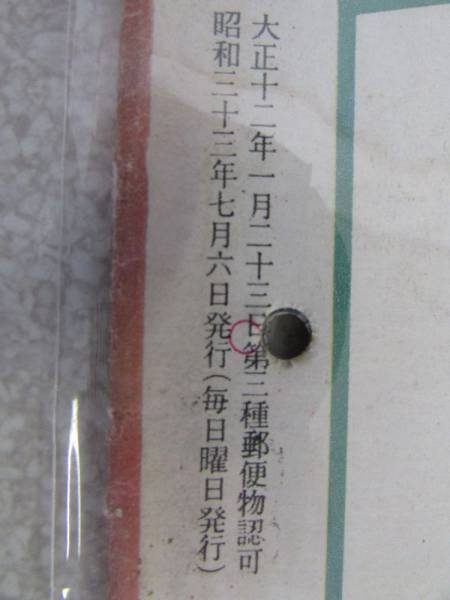 大正十二年一月二十三日第三種郵便物認可
昭和三十三年七月六日発行(毎日曜日発行)